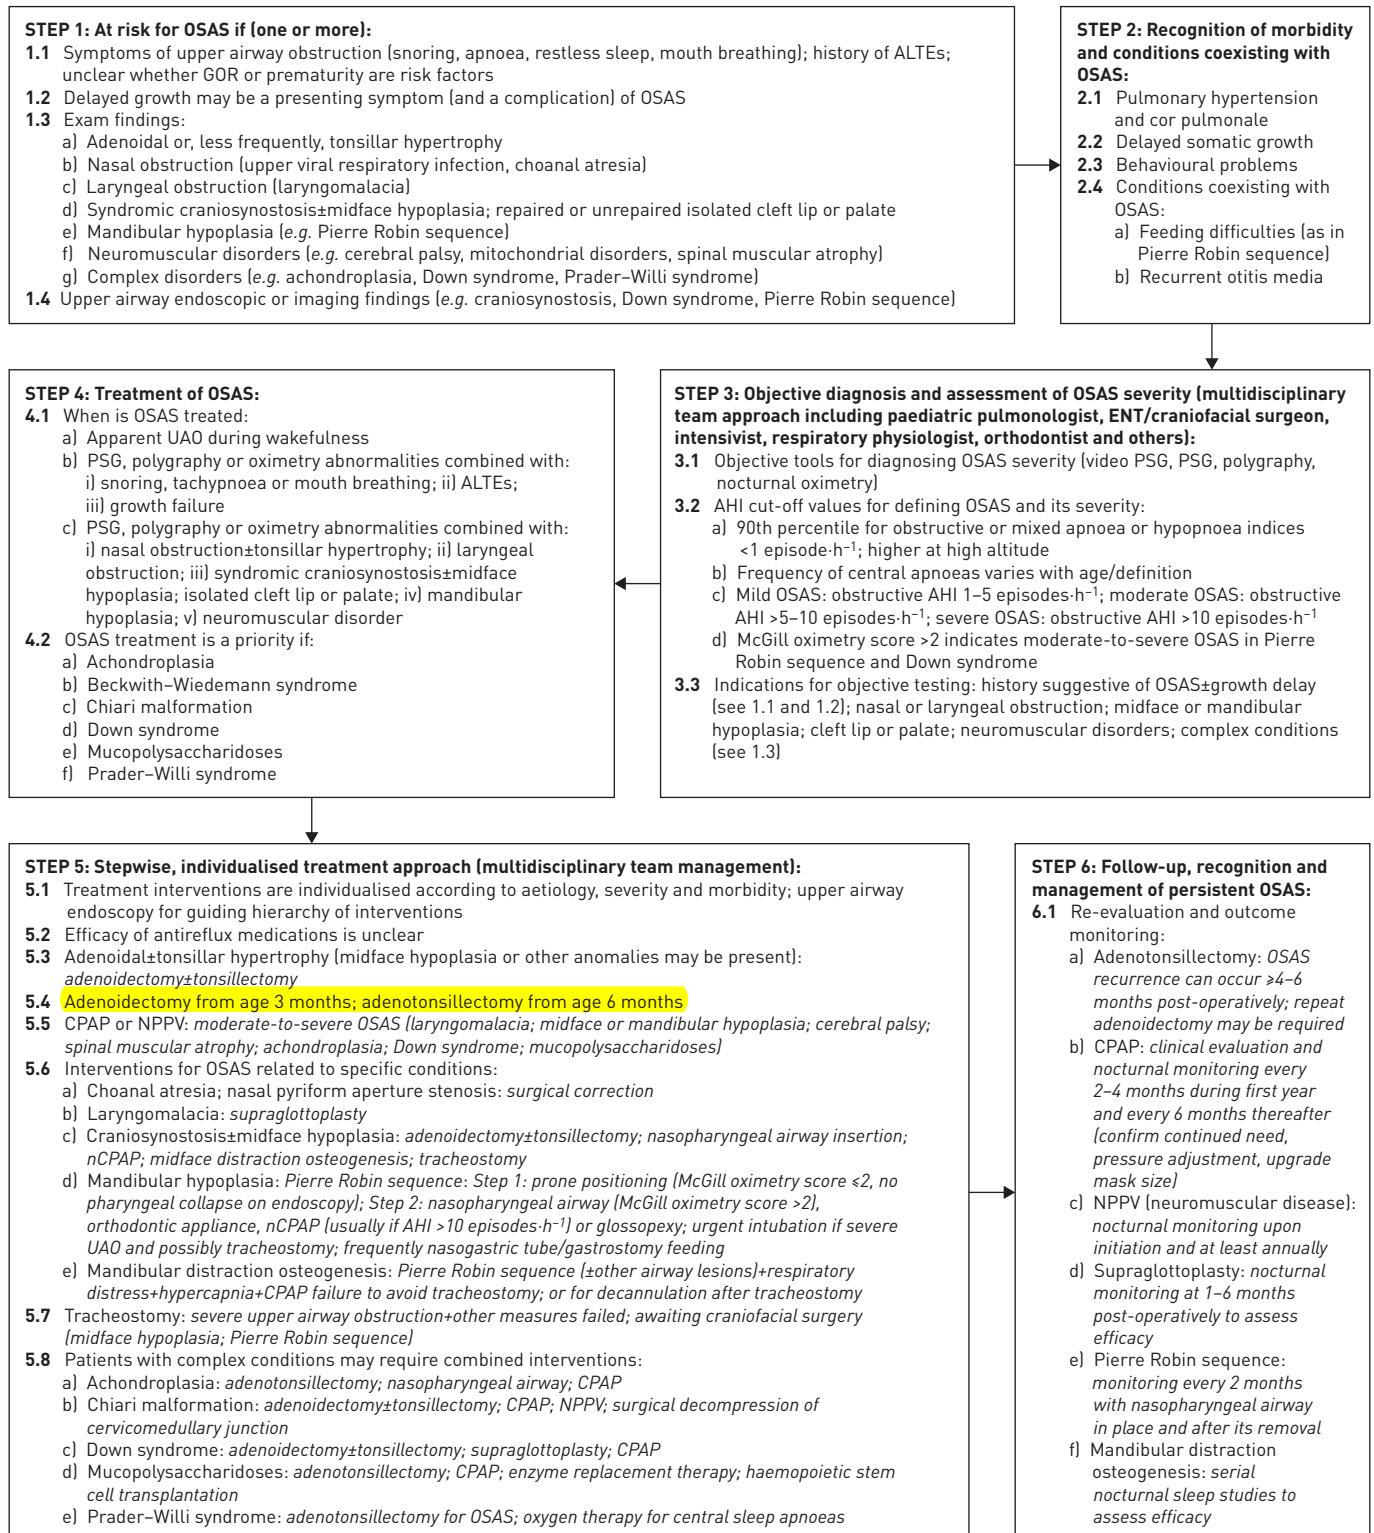 STEP 1: At risk for OSAS if (one or more):
1.1 Symptoms of upper airway obstruction (snoring, apnoea, restless sleep, mouth breathing); history of ALTEs;
unclear whether GOR or prematurity are risk factors
1.2 Delayed growth may be a presenting symptom (and a complication) of OSAS
1.3 Exam findings:
a) Adenoidal or, less frequently, tonsillar hypertrophy
b) Nasal obstruction (upper viral respiratory infection, choanal atresia)
c) Laryngeal obstruction (laryngomalacia)
d) Syndromic craniosynostosis±midface hypoplasia; repaired or unrepaired isolated cleft lip or palate
e) Mandibular hypoplasia (e.g. Pierre Robin sequence)
f) Neuromuscular disorders (e.g. cerebral palsy, mitochondrial disorders, spinal muscular atrophy)
g) Complex disorders (e.g. achondroplasia, Down syndrome, Prader–Willi syndrome)
1.4 Upper airway endoscopic or imaging findings (e.g. craniosynostosis, Down syndrome, Pierre Robin sequence)
STEP 2: Recognition of morbidity
and conditions coexisting with
OSAS:
2.1 Pulmonary hypertension
and cor pulmonale
2.2 Delayed somatic growth
2.3 Behavioural problems
2.4 Conditions coexisting with
OSAS:
a) Feeding difficulties (as in
Pierre Robin sequence)
b) Recurrent otitis media
STEP 3: Objective diagnosis and assessment of OSAS severity (multidisciplinary
team approach including paediatric pulmonologist, ENT/craniofacial surgeon,
intensivist, respiratory physiologist, orthodontist and others):
3.1 Objective tools for diagnosing OSAS severity (video PSG, PSG, polygraphy,
nocturnal oximetry)
3.2 AHI cut-off values for defining OSAS and its severity:
a) 90th percentile for obstructive or mixed apnoea or hypopnoea indices
<1 episode·h⁻¹; higher at high altitude
b) Frequency of central apnoeas varies with age/definition
c) Mild OSAS: obstructive AHI 1–5 episodes·h⁻¹; moderate OSAS: obstructive
AHI >5–10 episodes·h⁻¹; severe OSAS: obstructive AHI >10 episodes·h⁻¹
d) McGill oximetry score >2 indicates moderate-to-severe OSAS in Pierre
Robin sequence and Down syndrome
3.3 Indications for objective testing: history suggestive of OSAS±growth delay
(see 1.1 and 1.2); nasal or laryngeal obstruction; midface or mandibular
hypoplasia; cleft lip or palate; neuromuscular disorders; complex conditions
(see 1.3)
STEP 4: Treatment of OSAS:
4.1 When is OSAS treated:
a) Apparent UAO during wakefulness
b) PSG, polygraphy or oximetry abnormalities combined with:
i) snoring, tachypnoea or mouth breathing; ii) ALTEs;
iii) growth failure
c) PSG, polygraphy or oximetry abnormalities combined with:
i) nasal obstruction±tonsillar hypertrophy; ii) laryngeal
obstruction; iii) syndromic craniosynostosis±midface
hypoplasia; isolated cleft lip or palate; iv) mandibular
hypoplasia; v) neuromuscular disorder
4.2 OSAS treatment is a priority if:
a) Achondroplasia
b) Beckwith–Wiedemann syndrome
c) Chiari malformation
d) Down syndrome
e) Mucopolysaccharidoses
f) Prader–Willi syndrome
STEP 5: Stepwise, individualised treatment approach (multidisciplinary team management):
5.1 Treatment interventions are individualised according to aetiology, severity and morbidity; upper airway
endoscopy for guiding hierarchy of interventions
5.2 Efficacy of antireflux medications is unclear
5.3 Adenoidal±tonsillar hypertrophy (midface hypoplasia or other anomalies may be present):
adenoidectomy±tonsillectomy
5.4 Adenoidectomy from age 3 months; adenotonsillectomy from age 6 months
5.5 CPAP or NPPV: moderate-to-severe OSAS (laryngomalacia; midface or mandibular hypoplasia; cerebral palsy;
spinal muscular atrophy; achondroplasia; Down syndrome; mucopolysaccharidoses)
5.6 Interventions for OSAS related to specific conditions:
a) Choanal atresia; nasal pyriform aperture stenosis: surgical correction
b) Laryngomalacia: supraglottoplasty
c) Craniosynostosis±midface hypoplasia: adenoidectomy±tonsillectomy; nasopharyngeal airway insertion;
nCPAP; midface distraction osteogenesis; tracheostomy
d) Mandibular hypoplasia: Pierre Robin sequence: Step 1: prone positioning (McGill oximetry score ⩽2, no
pharyngeal collapse on endoscopy); Step 2: nasopharyngeal airway (McGill oximetry score >2),
orthodontic appliance, nCPAP (usually if AHI >10 episodes·h⁻¹) or glossopexy; urgent intubation if severe
UAO and possibly tracheostomy; frequently nasogastric tube/gastrostomy feeding
e) Mandibular distraction osteogenesis: Pierre Robin sequence (±other airway lesions)+respiratory
distress+hypercapnia+CPAP failure to avoid tracheostomy; or for decannulation after tracheostomy
5.7 Tracheostomy: severe upper airway obstruction+other measures failed; awaiting craniofacial surgery
(midface hypoplasia; Pierre Robin sequence)
5.8 Patients with complex conditions may require combined interventions:
a) Achondroplasia: adenotonsillectomy; nasopharyngeal airway; CPAP
b) Chiari malformation: adenoidectomy±tonsillectomy; CPAP; NPPV; surgical decompression of
cervicomedullary junction
c) Down syndrome: adenoidectomy±tonsillectomy; supraglottoplasty; CPAP
d) Mucopolysaccharidoses: adenotonsillectomy; CPAP; enzyme replacement therapy; haemopoietic stem
cell transplantation
e) Prader–Willi syndrome: adenotonsillectomy for OSAS; oxygen therapy for central sleep apnoeas
STEP 6: Follow-up, recognition and
management of persistent OSAS:
6.1 Re-evaluation and outcome
monitoring:
a) Adenotonsillectomy: OSAS
recurrence can occur ⩾4–6
months post-operatively; repeat
adenoidectomy may be required
b) CPAP: clinical evaluation and
nocturnal monitoring every
2–4 months during first year
and every 6 months thereafter
(confirm continued need,
pressure adjustment, upgrade
mask size)
c) NPPV (neuromuscular disease):
nocturnal monitoring upon
initiation and at least annually
d) Supraglottoplasty: nocturnal
monitoring at 1–6 months
post-operatively to assess
efficacy
e) Pierre Robin sequence:
monitoring every 2 months
with nasopharyngeal airway
in place and after its removal
f) Mandibular distraction
osteogenesis: serial
nocturnal sleep studies to
assess efficacy